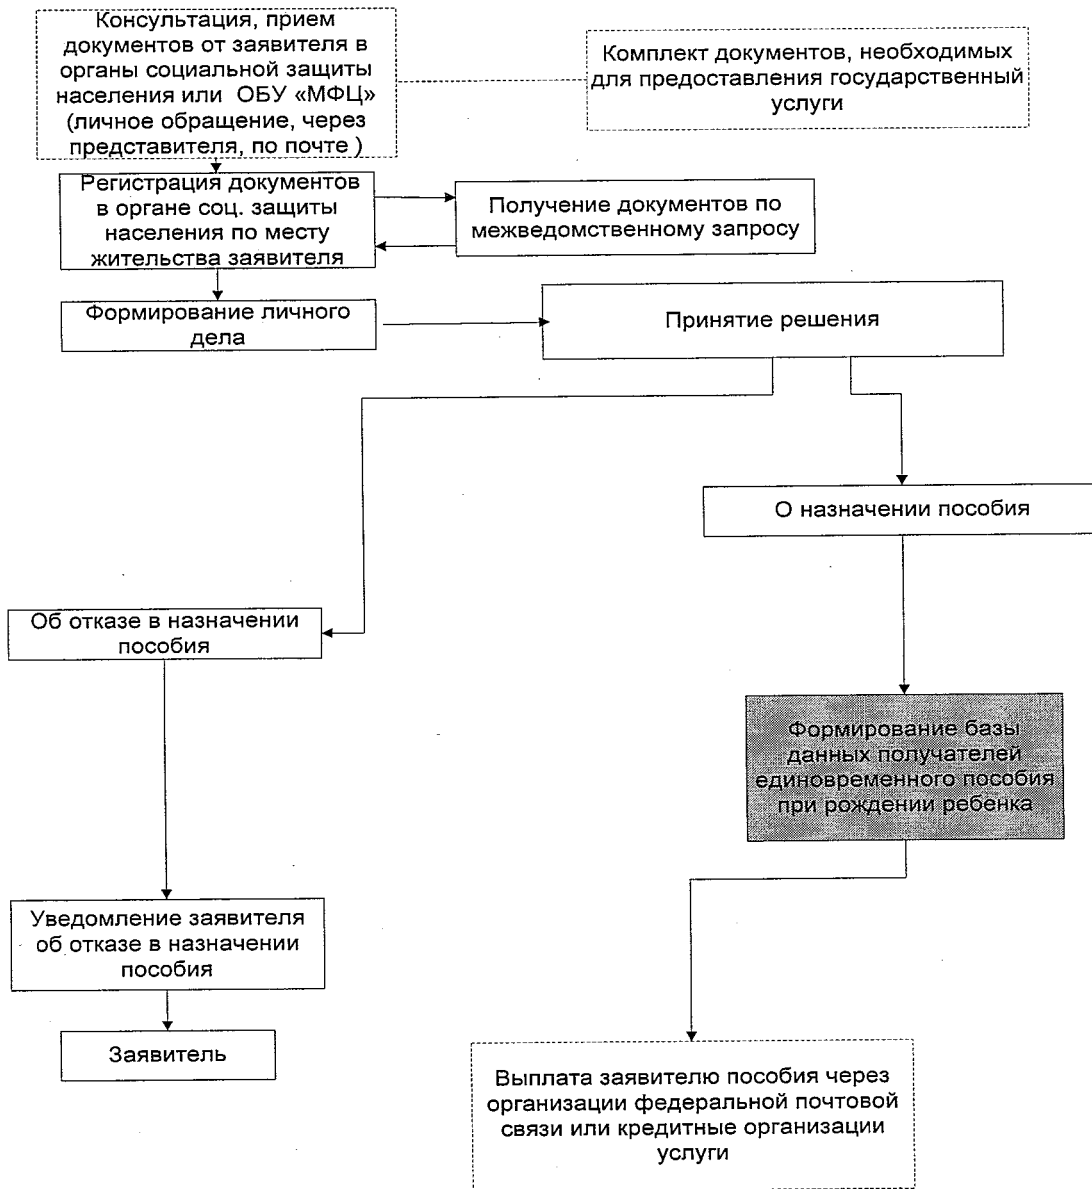 Консультация, прием
документов от заявителя в
органы социальной защиты
населения или ОБУ «МФЦ»
(личное обращение, через
представителя, по почте )
Комплект документов, необходимых
для предоставления государственный
услуги
Регистрация документов
в органе соц. защиты
населения по месту
жительства заявителя
Получение документов по
межведомственному запросу
Формирование личного
дела
Принятие решения
О назначении пособия
Об отказе в назначении
пособия
Формирование базы
данных получателей
единовременного пособия
при рождении ребенка
Уведомление заявителя
об отказе в назначении
пособия
Заявитель
Выплата заявителю пособия через
организации федеральной почтовой
связи или кредитные организации
услуги